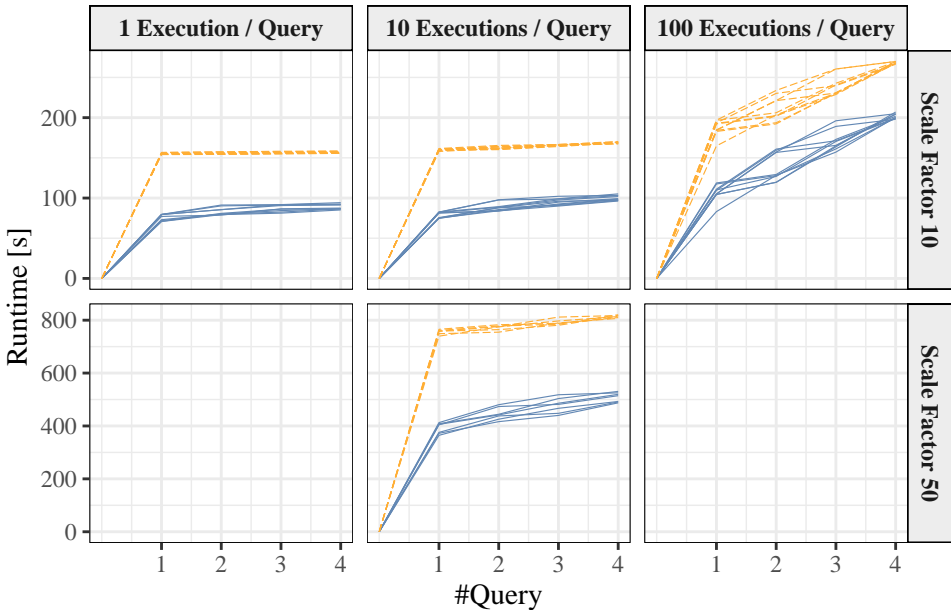 1 Execution / Query
10 Executions / Query
100 Executions / Query
Runtime [s]
200
100
0
Scale Factor 10
800
600
400
200
0
Scale Factor 50
1 2 3 4
1 2 3 4
1 2 3 4
#Query